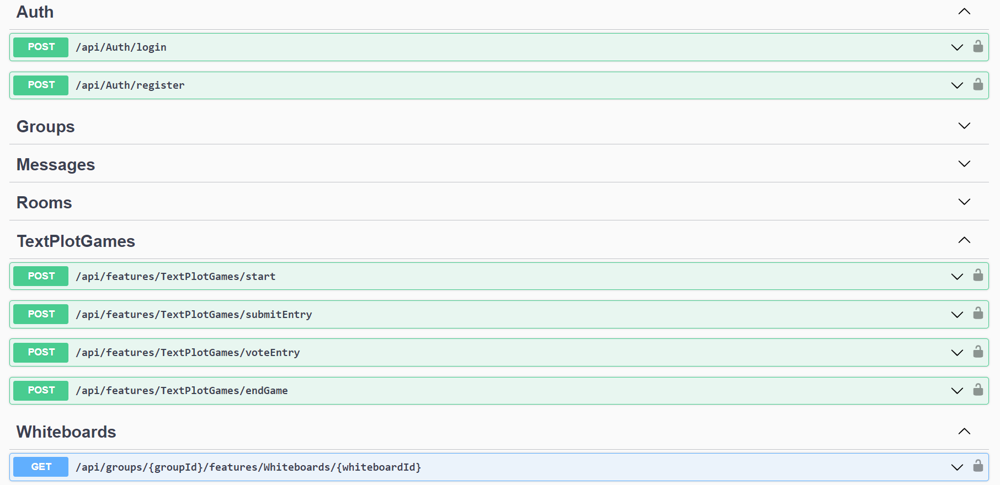 Auth
POST /api/Auth/login
POST /api/Auth/register
Groups
Messages
Rooms
TextPlotGames
POST /api/features/TextPlotGames/start
POST /api/features/TextPlotGames/submitEntry
POST /api/features/TextPlotGames/voteEntry
POST /api/features/TextPlotGames/endGame
Whiteboards
GET /api/groups/{groupId}/features/Whiteboards/{whiteboardId}